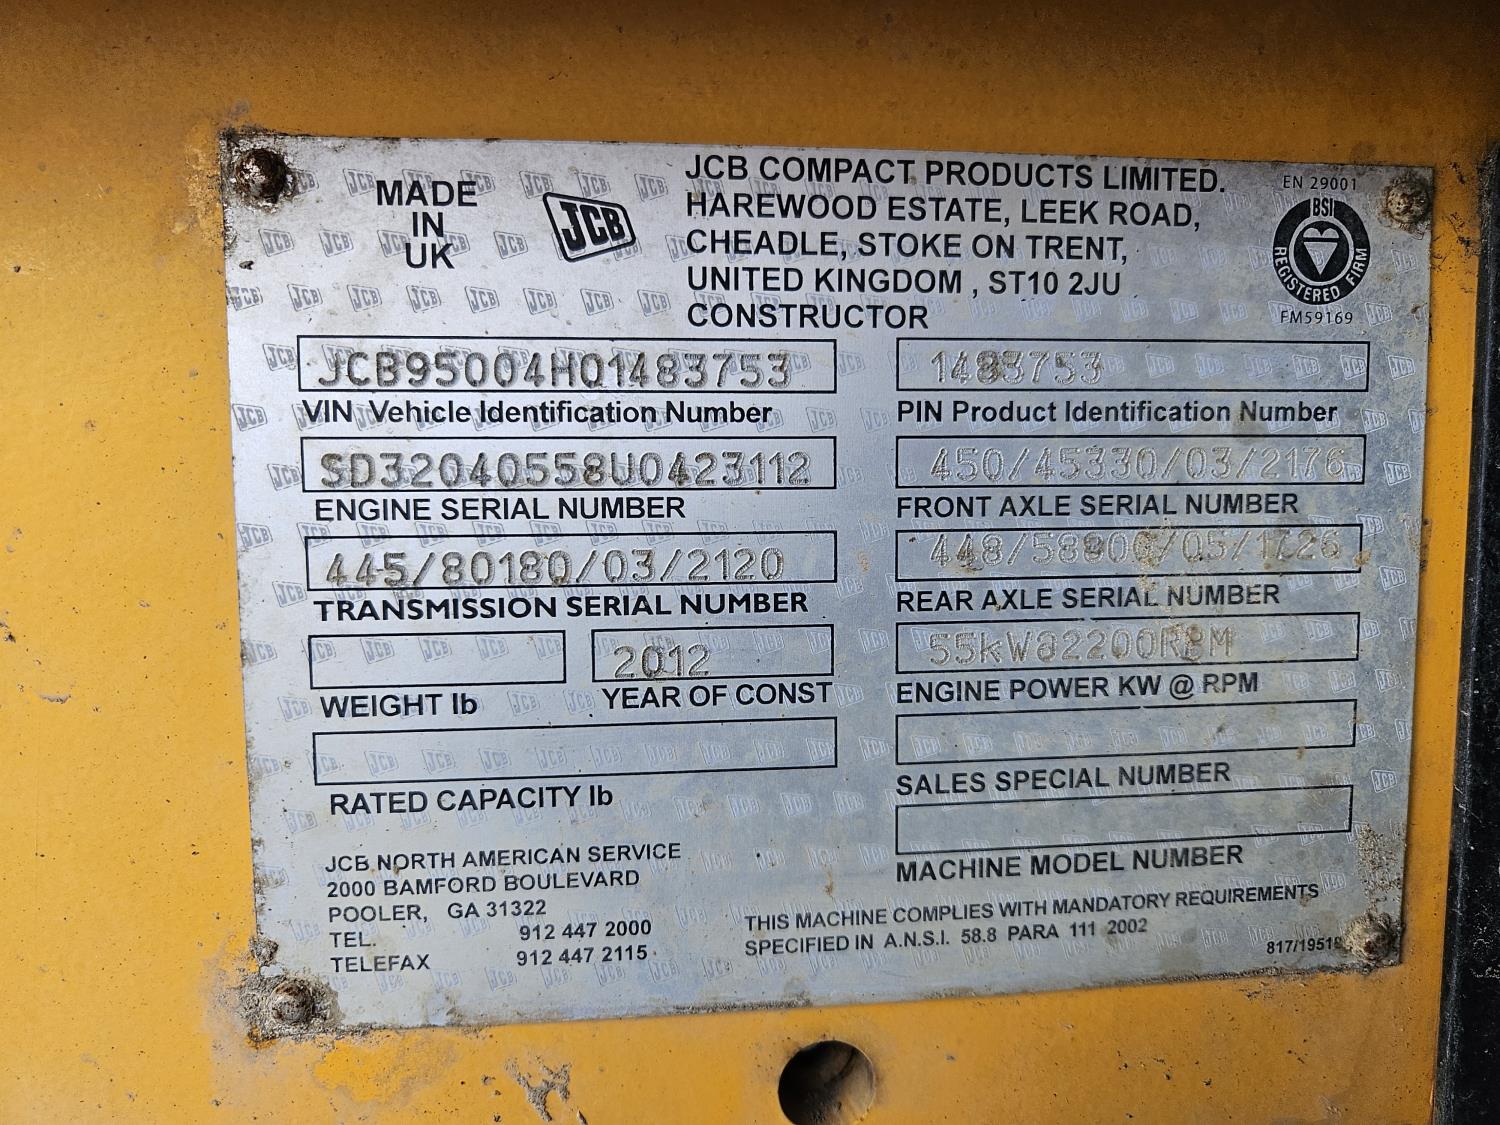 MADE
IN
UK
JCB
JCB COMPACT PRODUCTS LIMITED.
HAREWOOD ESTATE, LEEK ROAD,
CHEADLE, STOKE ON TRENT,
UNITED KINGDOM , ST10 2JU
CONSTRUCTOR
EN 29001
BSI
REGISTERED FIRM
FM59169
JCB95004HQ1483753
VIN Vehicle Identification Number
1483753
PIN Product Identification Number
SD32040558U0423112
ENGINE SERIAL NUMBER
450/45330/03/2176
FRONT AXLE SERIAL NUMBER
445/80180/03/2120
TRANSMISSION SERIAL NUMBER
REAR AXLE SERIAL NUMBER
WEIGHT lb
2012
YEAR OF CONST
55kW@2200RPM
ENGINE POWER KW @ RPM
SALES SPECIAL NUMBER
RATED CAPACITY lb
MACHINE MODEL NUMBER
JCB NORTH AMERICAN SERVICE
2000 BAMFORD BOULEVARD
POOLER, GA 31322
TEL. 912 447 2000
TELEFAX 912 447 2115
THIS MACHINE COMPLIES WITH MANDATORY REQUIREMENTS
SPECIFIED IN A.N.S.I. 58.8 PARA 111 2002